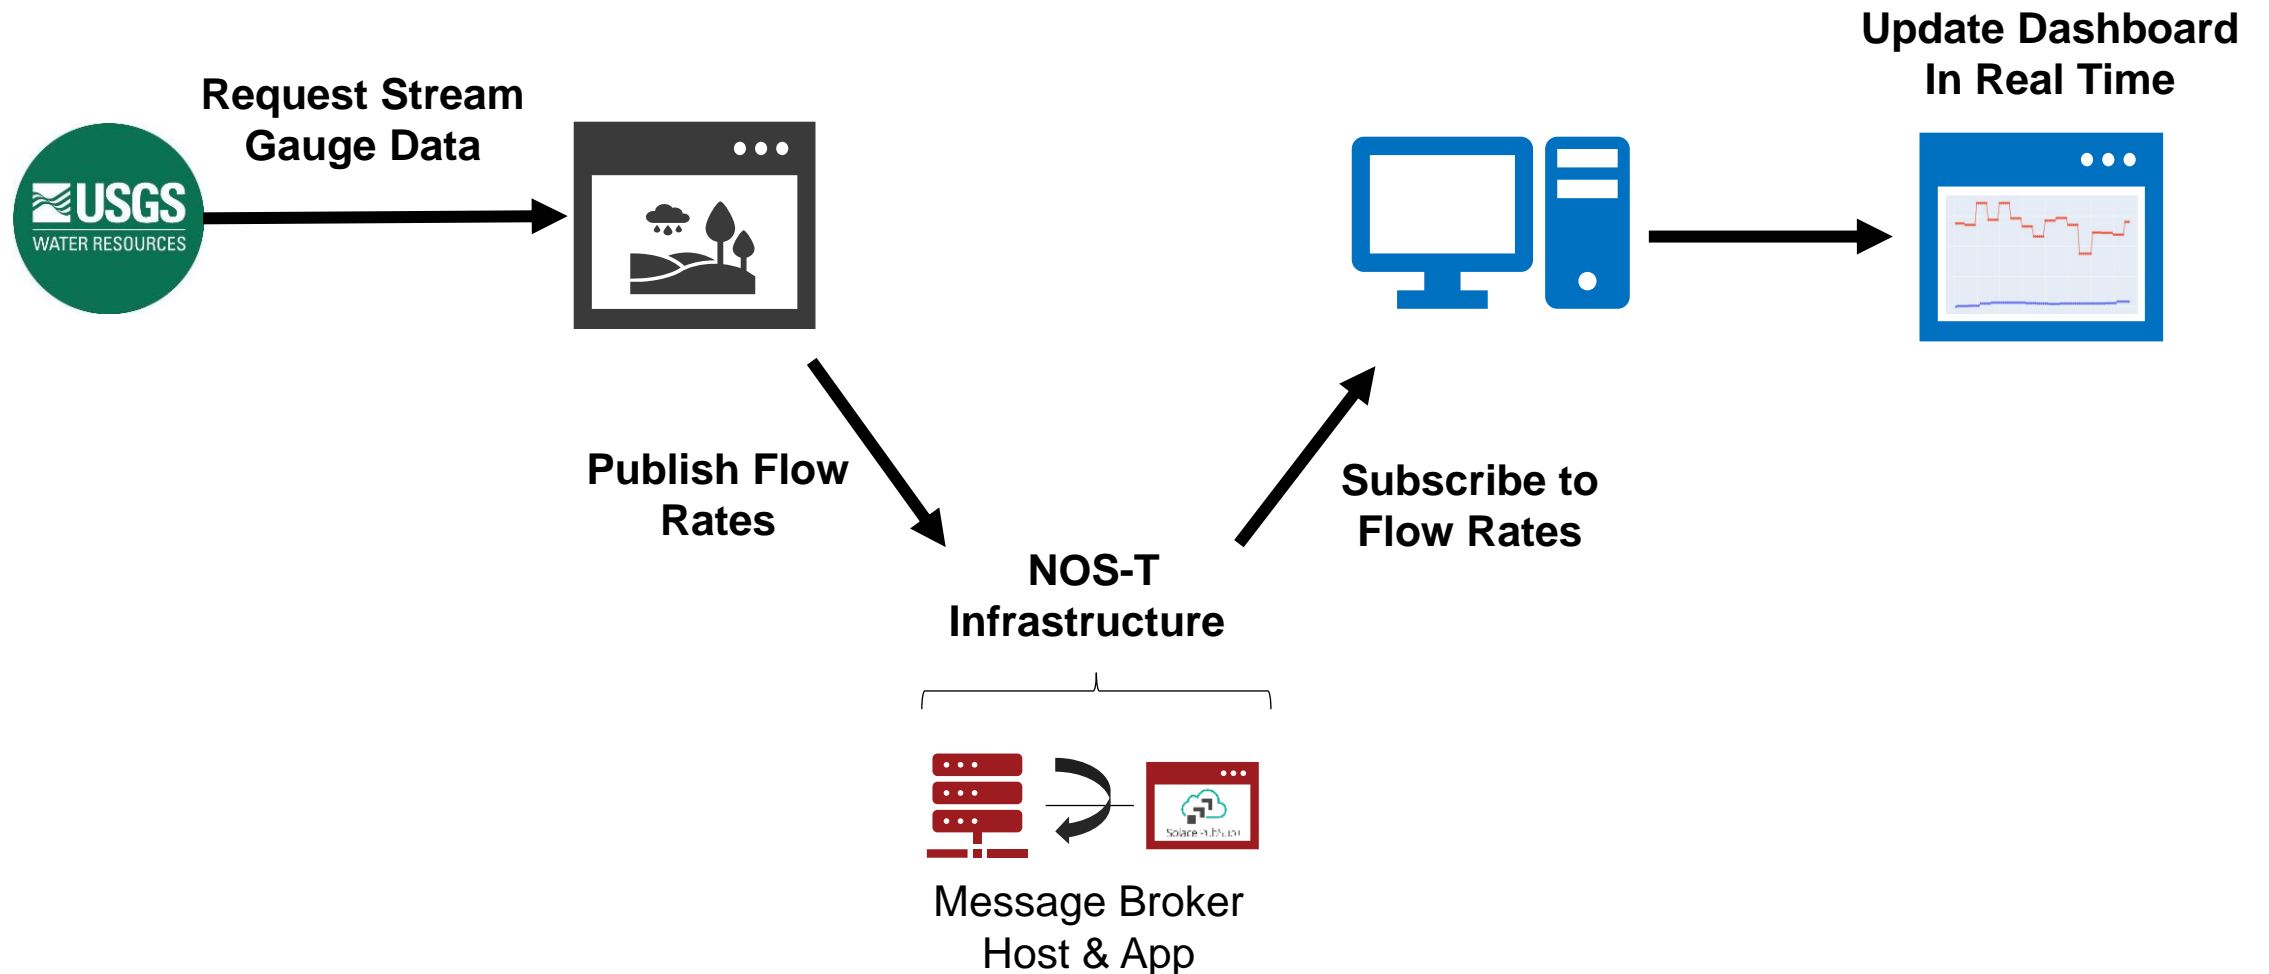 Update Dashboard
In Real Time
Request Stream
Gauge Data
USGS
WATER RESOURCES
Publish Flow
Rates
Subscribe to
Flow Rates
NOS-T
Infrastructure
Solace
Message Broker
Host & App